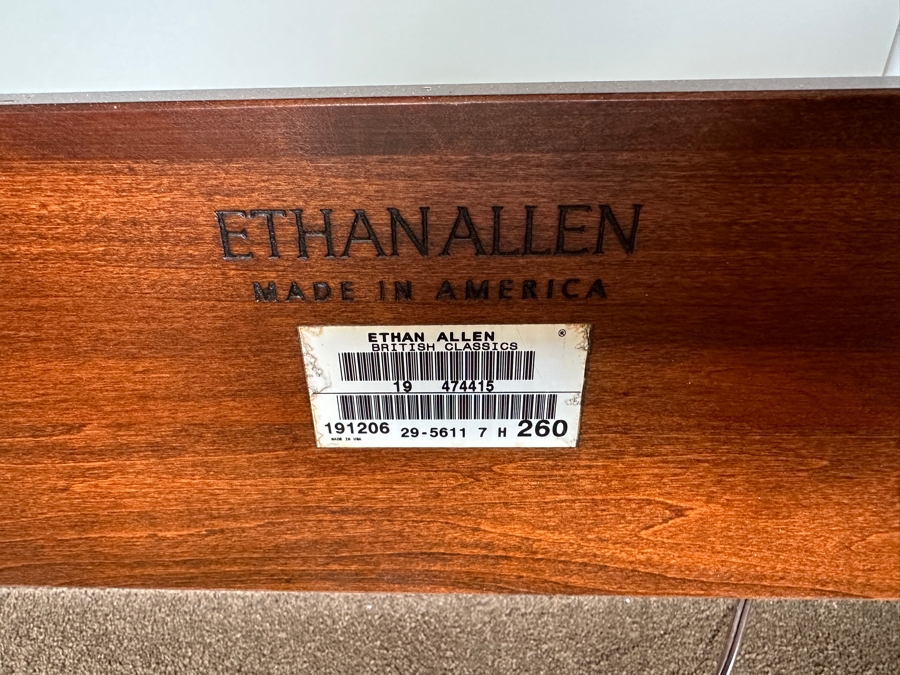 ETHAN ALLEN
MADE IN AMERICA
ETHAN ALLEN ®
BRITISH CLASSICS
19 474415
191206 29-5611 7 H 260
MADE IN USA